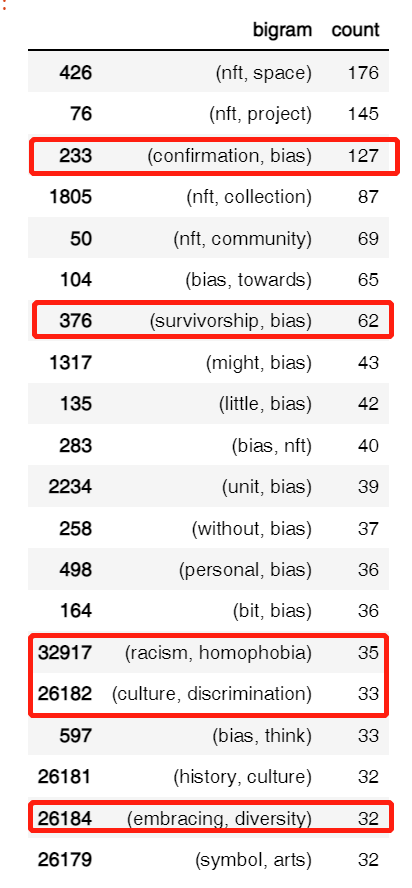 :
bigram count
426 (nft, space) 176
76 (nft, project) 145
233 (confirmation, bias) 127
1805 (nft, collection) 87
50 (nft, community) 69
104 (bias, towards) 65
376 (survivorship, bias) 62
1317 (might, bias) 43
135 (little, bias) 42
283 (bias, nft) 40
2234 (unit, bias) 39
258 (without, bias) 37
498 (personal, bias) 36
164 (bit, bias) 36
32917 (racism, homophobia) 35
26182 (culture, discrimination) 33
597 (bias, think) 33
26181 (history, culture) 32
26184 (embracing, diversity) 32
26179 (symbol, arts) 32